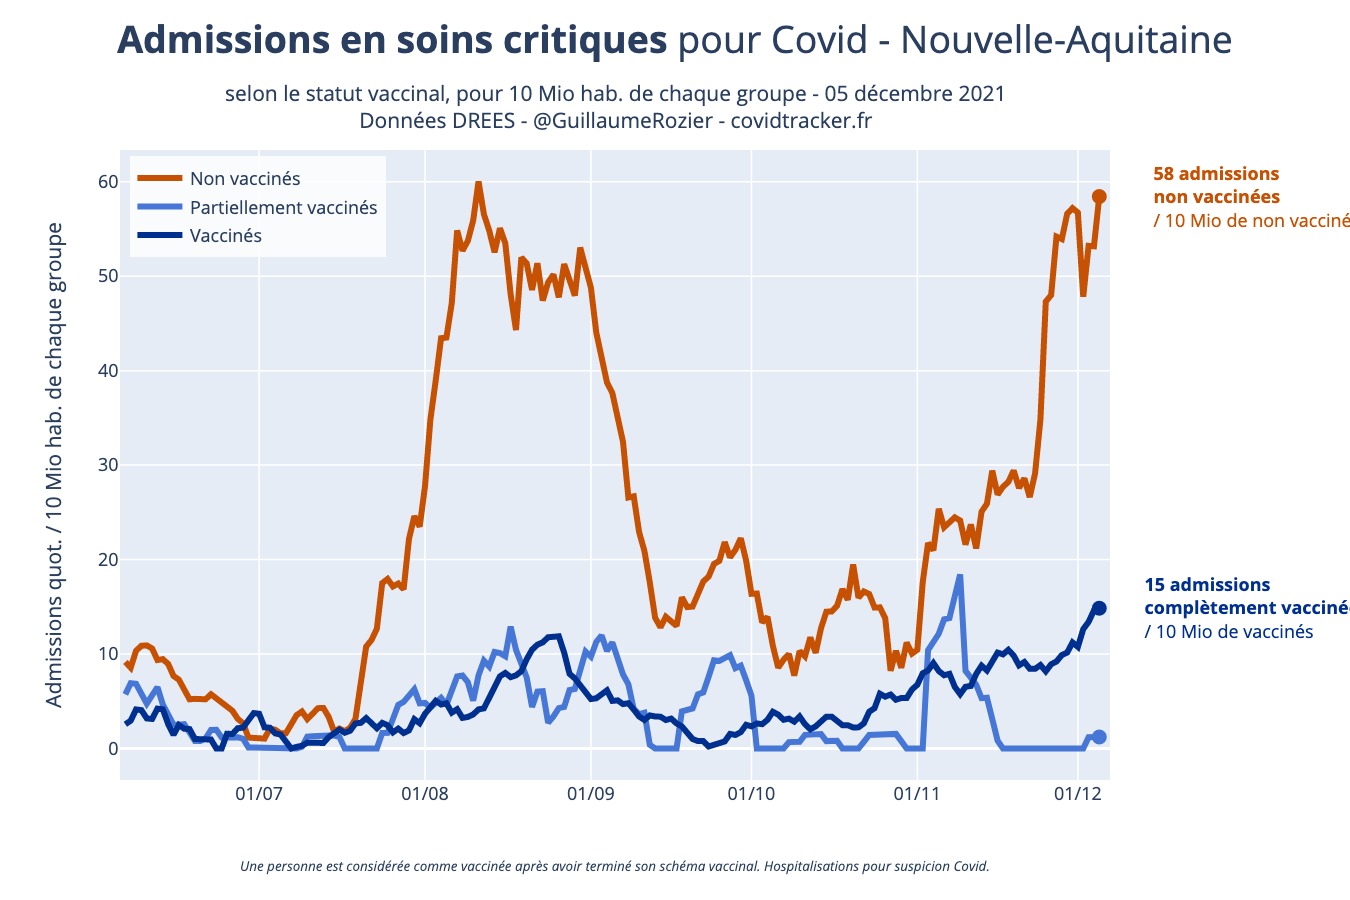 Admissions en soins critiques pour Covid - Nouvelle-Aquitaine
selon le statut vaccinal, pour 10 Mio hab. de chaque groupe - 05 décembre 2021
Données DREES - @GuillaumeRozier - covidtracker.fr
Non vaccinés
Partiellement vaccinés
Vaccinés
58 admissions
non vaccinées
/ 10 Mio de non vacciné
15 admissions
complètement vacciné
/ 10 Mio de vaccinés
Admissions quot. / 10 Mio hab. de chaque groupe
60
50
40
30
20
10
0
01/07
01/08
01/09
01/10
01/11
01/12
Une personne est considérée comme vaccinée après avoir terminé son schéma vaccinal. Hospitalisations pour suspicion Covid.